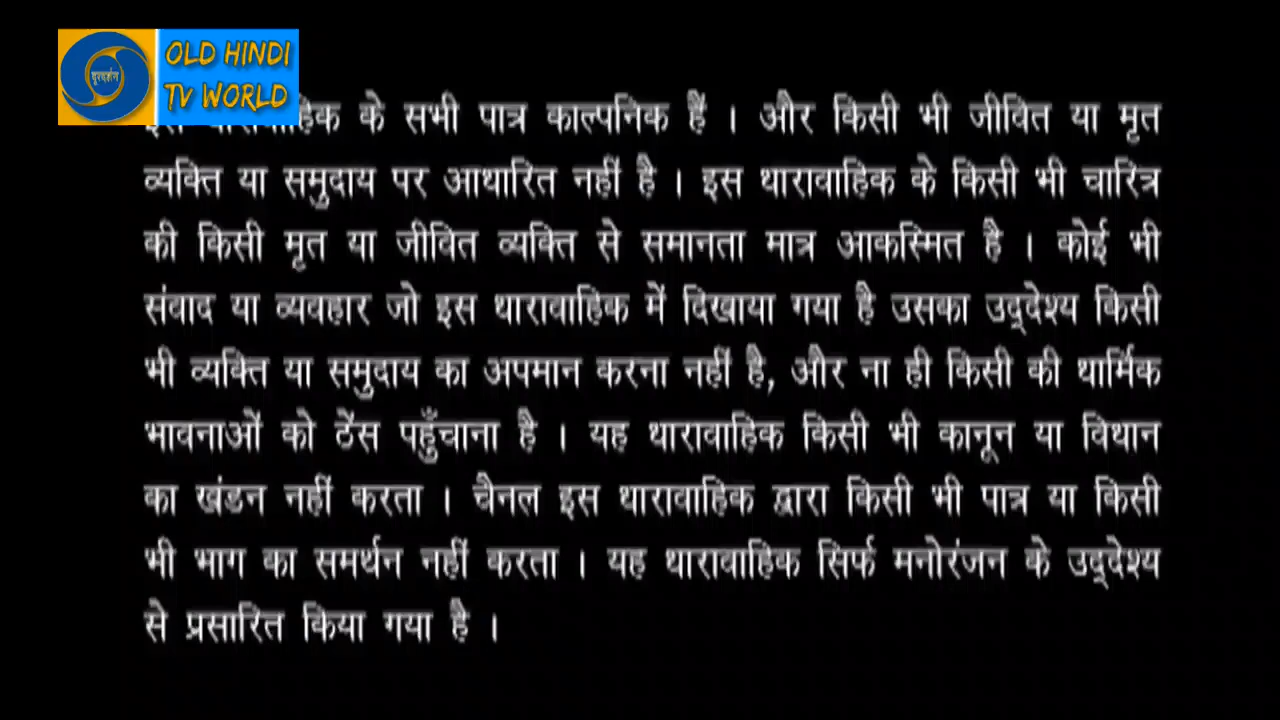 दूरदर्शन
OLD HINDI
TV WORLD
के सभी पात्र काल्पनिक हैं । और किसी भी जीवित या मृत
व्यक्ति या समुदाय पर आधारित नहीं है । इस धारावाहिक के किसी भी चारित्र
की किसी मृत या जीवित व्यक्ति से समानता मात्र आकस्मित है । कोई भी
संवाद या व्यवहार जो इस धारावाहिक में दिखाया गया है उसका उद्देश्य किसी
भी व्यक्ति या समुदाय का अपमान करना नहीं है, और ना ही किसी की धार्मिक
भावनाओं को ठेंस पहुँचाना है । यह धारावाहिक किसी भी कानून या विधान
का खंडन नहीं करता । चैनल इस धारावाहिक द्वारा किसी भी पात्र या किसी
भी भाग का समर्थन नहीं करता । यह धारावाहिक सिर्फ मनोरंजन के उद्देश्य
से प्रसारित किया गया है ।